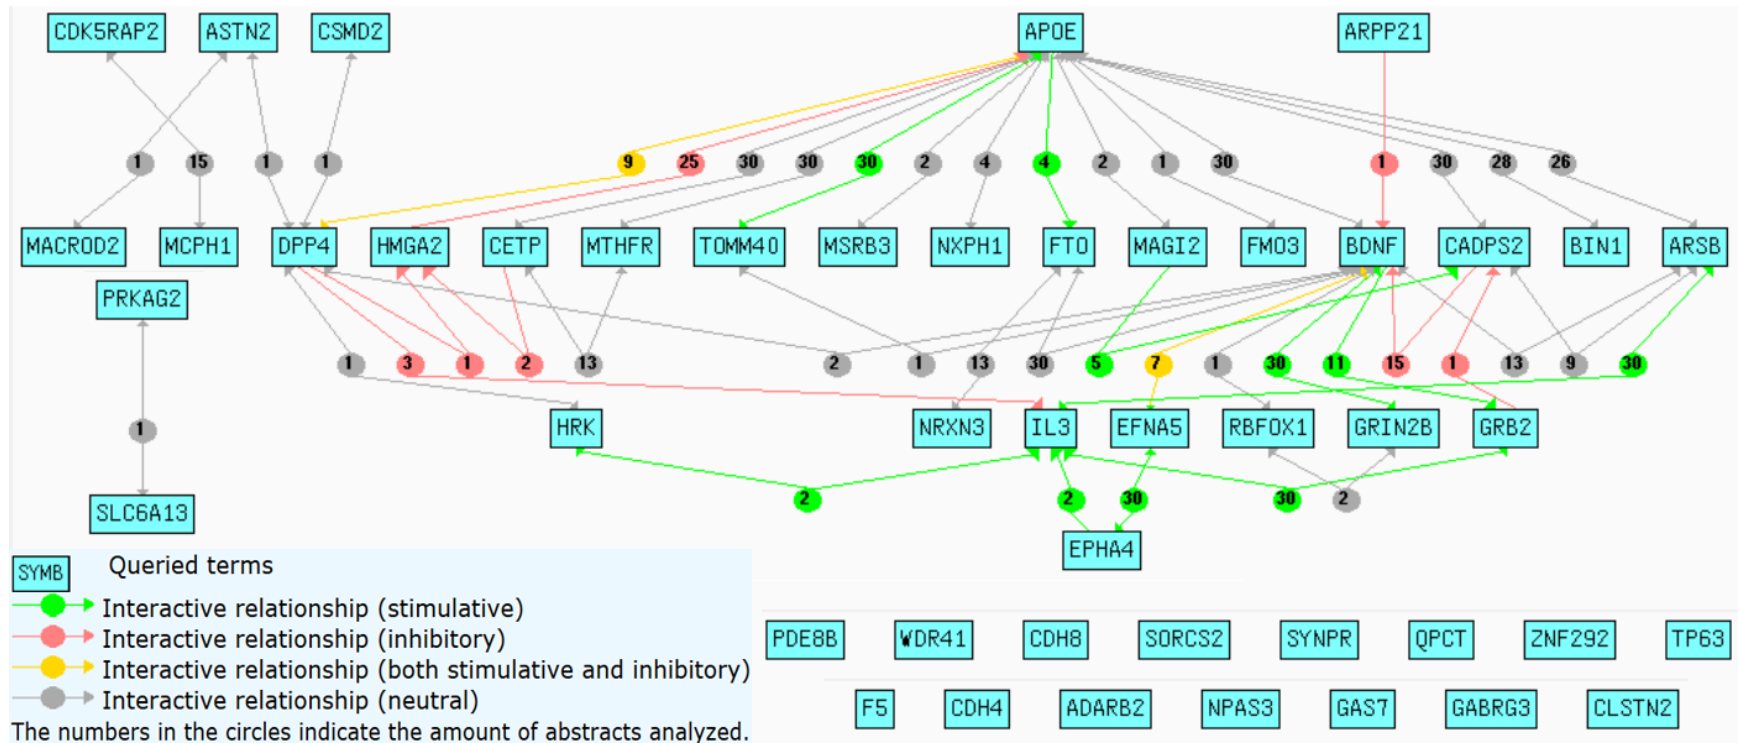 CDK5RAP2 ASTN2 CSMD2 APOE ARPP21
1 15 1 1 9 25 30 30 30 2 4 4 2 1 30 1 30 28 26
MACROD2 MCPH1 DPP4 HMGA2 CETP MTHFR TOMM40 MSRB3 NXPH1 FTO MAGI2 FMO3 BDNF CADPS2 BIN1 ARSB
PRKAG2
1 3 1 2 13 2 1 13 30 5 7 1 30 11 15 1 13 9 30
1 HRK NRXN3 IL3 EFNA5 RBFOX1 GRIN2B GRB2
2 2 30 30 2
SLC6A13
EPHA4
SYMB Queried terms
Interactive relationship (stimulative)
Interactive relationship (inhibitory)
Interactive relationship (both stimulative and inhibitory)
Interactive relationship (neutral)
The numbers in the circles indicate the amount of abstracts analyzed.
PDE8B WDR41 CDH8 SORCS2 SYNPR QPCT ZNF292 TP63
F5 CDH4 ADARB2 NPAS3 GAS7 GABRG3 CLSTN2